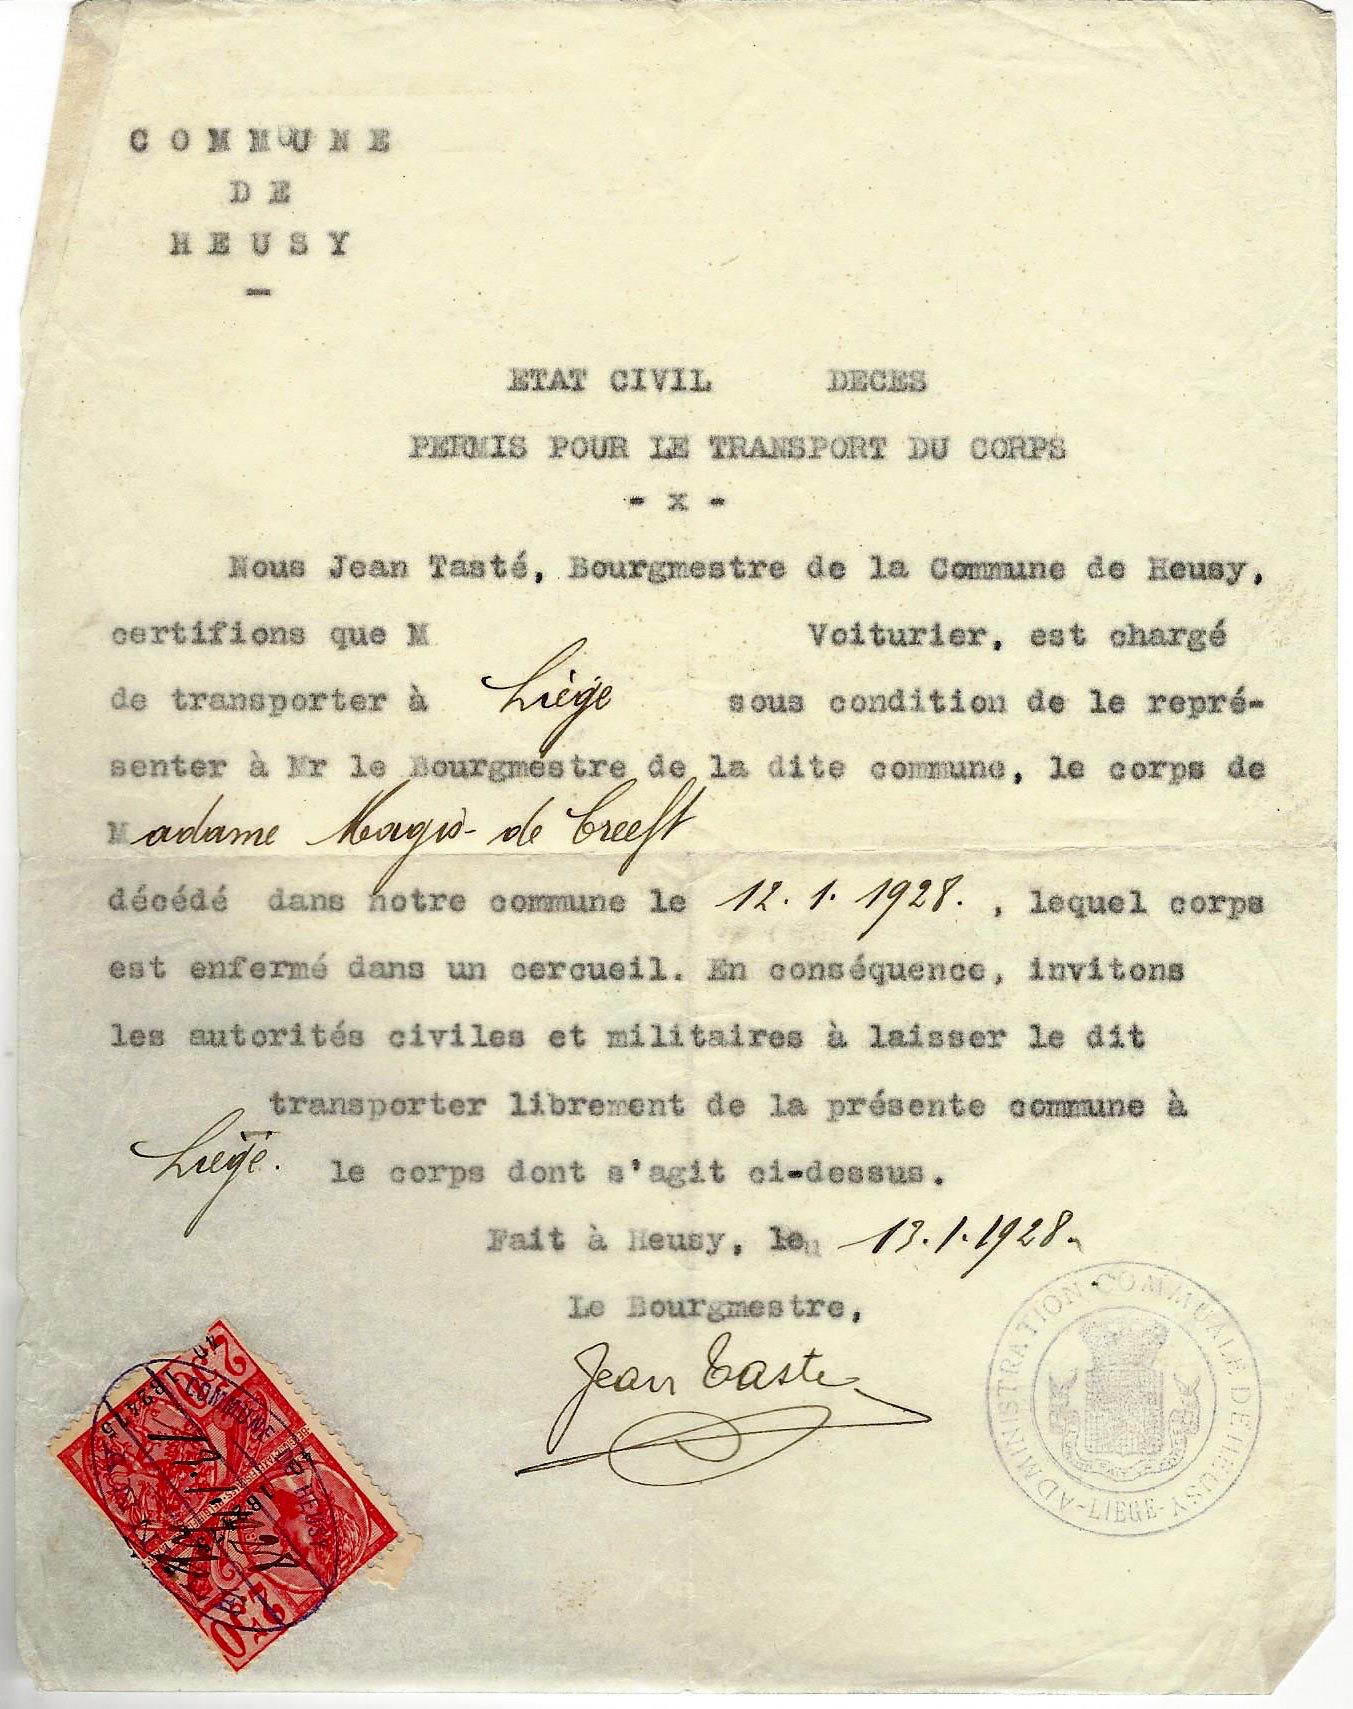 COMMUNE
DE
HEUSY
-
ETAT CIVIL DECES
PERMIS POUR LE TRANSPORT DU CORPS
- x -
Nous Jean Tasté, Bourgmestre de la Commune de Heusy,
certifions que M Voiturier, est chargé
de transporter à Liège sous condition de le repré-
senter à Mr le Bourgmestre de la dite commune, le corps de
Madame Magis-de Creeft
décédé dans notre commune le 12.1.1928. , lequel corps
est enfermé dans un cercueil. En conséquence, invitons
les autorités civiles et militaires à laisser le dit
transporter librement de la présente commune à
Liège. le corps dont s'agit ci-dessus.
Fait à Heusy, le 13.1.1928.
Le Bourgmestre,
Jean Tasté
ADMINISTRATION COMMUNALE DE HEUSY
-LIEGE-
COMMUNE DE HEUSY